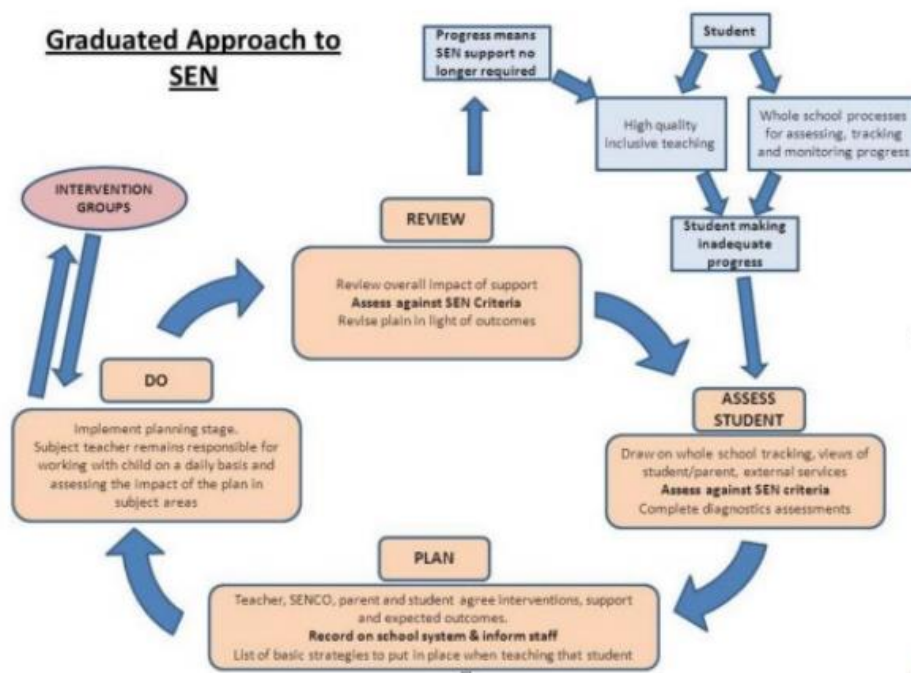 Graduated Approach to
SEN
Progress means
SEN support no
longer required
Student
High quality
inclusive teaching
Whole school processes
for assessing, tracking
and monitoring progress
Student making
inadequate
progress
INTERVENTION
GROUPS
REVIEW
Review overall impact of support
Assess against SEN Criteria
Revise plain in light of outcomes
DO
Implement planning stage.
Subject teacher remains responsible for
working with child on a daily basis and
assessing the impact of the plan in
subject areas
ASSESS
STUDENT
Draw on whole school tracking, views of
student/parent, external services
Assess against SEN criteria
Complete diagnostics assessments
PLAN
Teacher, SENCO, parent and student agree interventions, support
and expected outcomes.
Record on school system & inform staff
List of basic strategies to put in place when teaching that student